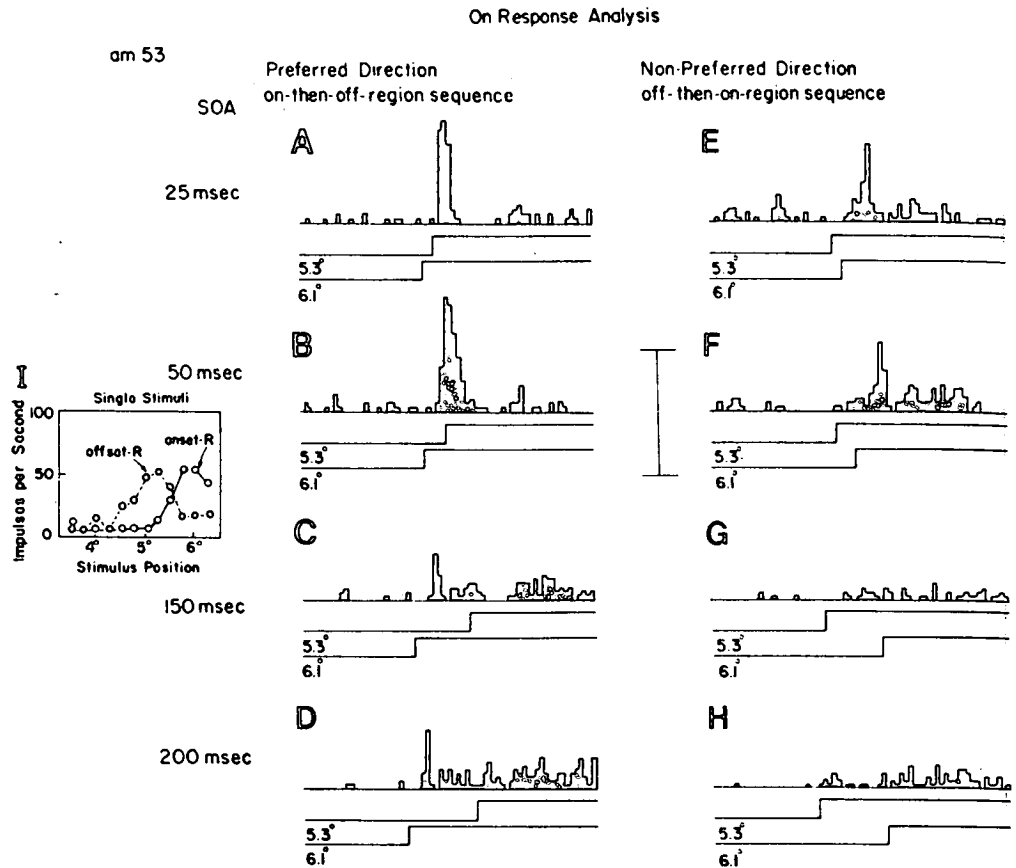 On Response Analysis
am 53
Preferred Direction
on-then-off-region sequence
Non-Preferred Direction
off-then-on-region sequence
SOA
25 msec
A
5.3°
6.1°
E
5.3°
6.1°
50 msec
B
5.3°
6.1°
F
5.3°
6.1°
I
Single Stimuli
100
50
0
offset-R
onset-R
4°
5°
6°
Stimulus Position
Impulses per Second
150 msec
C
5.3°
6.1°
G
5.3°
6.1°
200 msec
D
5.3°
6.1°
H
5.3°
6.1°